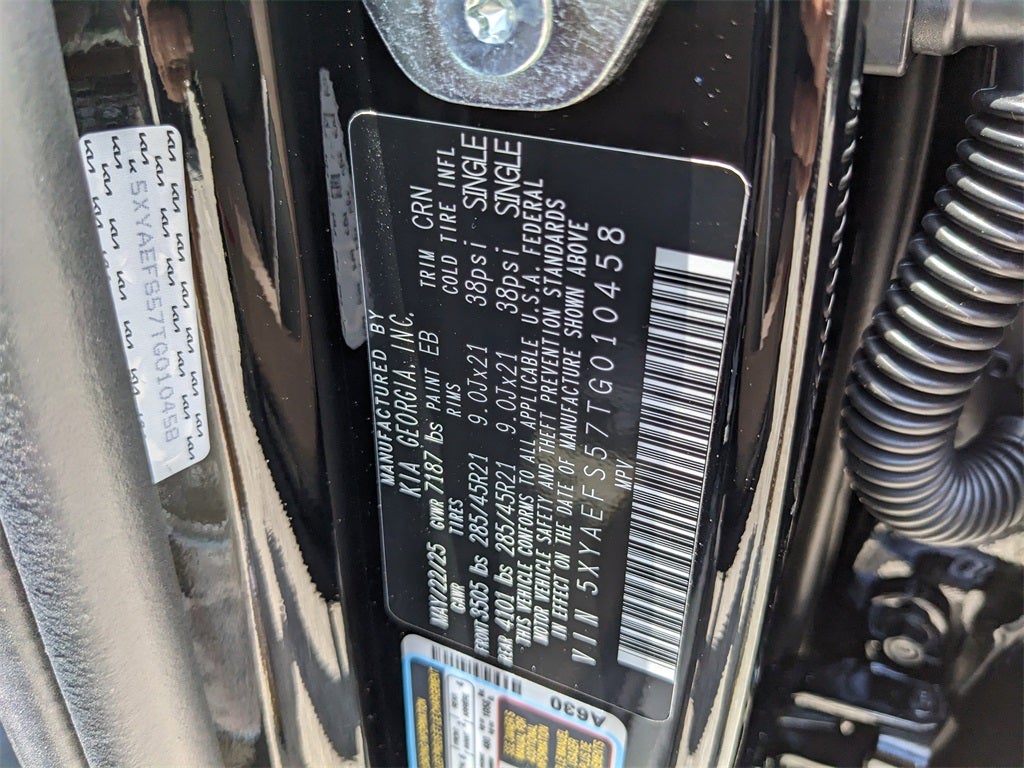 MANUFACTURED BY
KIA GEORGIA, INC.
MAY/22/25 GVWR 7187 lbs PAINT EB TRIM CRN
GAWR TIRES RIMS COLD TIRE INFL
FRONT 3505 lbs 285/45R21 9.0Jx21 38psi SINGLE
REAR 4101 lbs 285/45R21 9.0Jx21 38psi SINGLE
THIS VEHICLE CONFORMS TO ALL APPLICABLE U.S.A. FEDERAL
MOTOR VEHICLE SAFETY AND THEFT PREVENTION STANDARDS
IN EFFECT ON THE DATE OF MANUFACTURE SHOWN ABOVE
VIN 5XYAEFS57TG010458
MPV
5XYAEFS57TG010458
A630